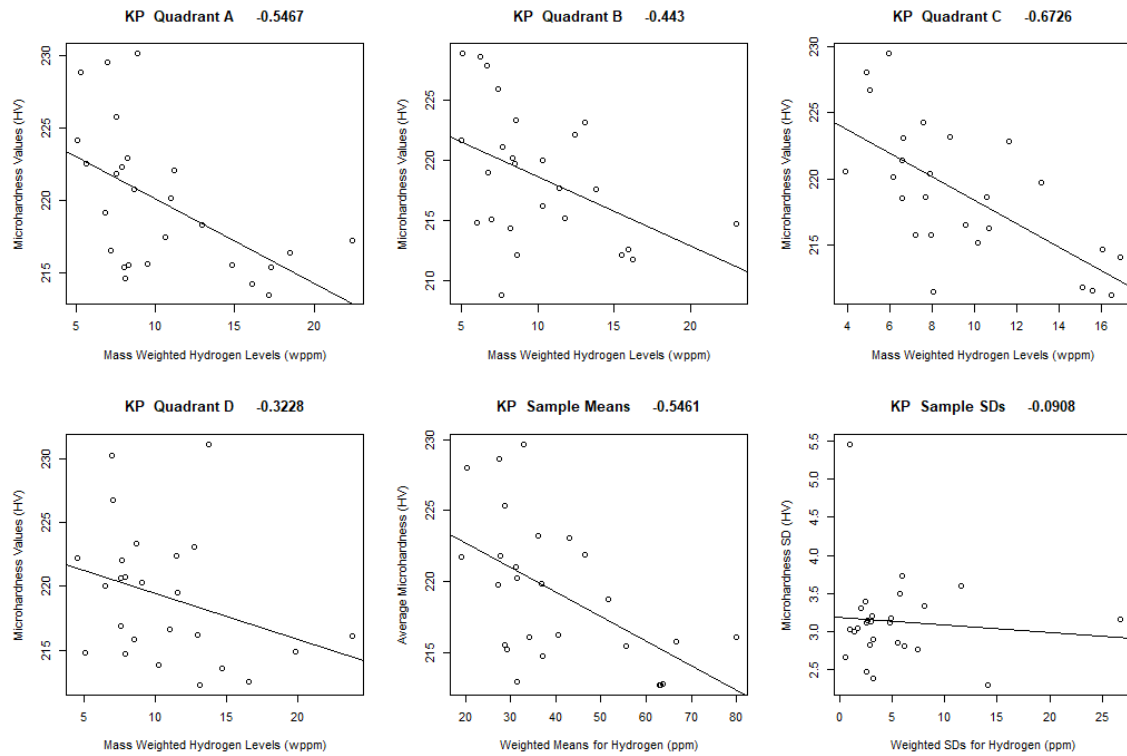 KP Quadrant A -0.5467
Microhardness Values (HV)
230
225
220
215
5 10 15 20
Mass Weighted Hydrogen Levels (wppm)
KP Quadrant B -0.443
Microhardness Values (HV)
225
220
215
210
5 10 15 20
Mass Weighted Hydrogen Levels (wppm)
KP Quadrant C -0.6726
Microhardness Values (HV)
230
225
220
215
4 6 8 10 12 14 16
Mass Weighted Hydrogen Levels (wppm)
KP Quadrant D -0.3228
Microhardness Values (HV)
230
225
220
215
5 10 15 20
Mass Weighted Hydrogen Levels (wppm)
KP Sample Means -0.5461
Average Microhardness (HV)
230
225
220
215
20 30 40 50 60 70 80
Weighted Means for Hydrogen (ppm)
KP Sample SDs -0.0908
Microhardness SD (HV)
5.5
5.0
4.5
4.0
3.5
3.0
2.5
0 5 10 15 20 25
Weighted SDs for Hydrogen (ppm)